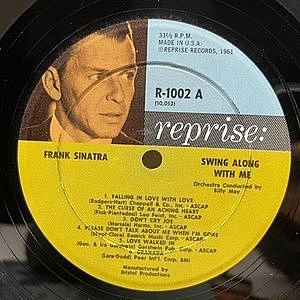 33⅓ R.P.M.
MADE IN U.S.A.
©REPRISE RECORDS, 1961
R-1002 A
(10,013)
reprise:
FRANK SINATRA
SWING ALONG
WITH ME
Orchestra Conducted by
Billy May
1. FALLING IN LOVE WITH LOVE
(Rodgers-Hart) Chappell & Co., Inc. - ASCAP
2. THE CURSE OF AN ACHING HEART
(Fink-Piantadosi) Leo Feist, Inc. - ASCAP
3. DON'T CRY JOE
(Marsala) Harms, Inc. - ASCAP
4. PLEASE DON'T TALK ABOUT ME WHEN I'M GONE
Remick Music Corp. - ASCAP
5. LOVE WALKED IN
(Geo. & Ira Gershwin) Gershwin Pub. Corp. - ASCAP
6. GRANADA
(Lara-Dodd) Peer Int'l. Corp. BMI
Manufactured by
Bristol Productions